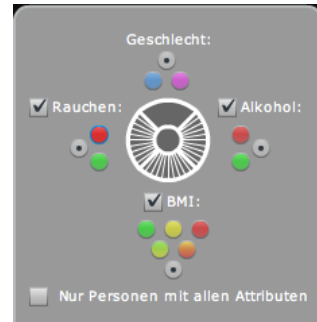 Geschlecht:
Rauchen: Alkohol:
BMI:
Nur Personen mit allen Attributen